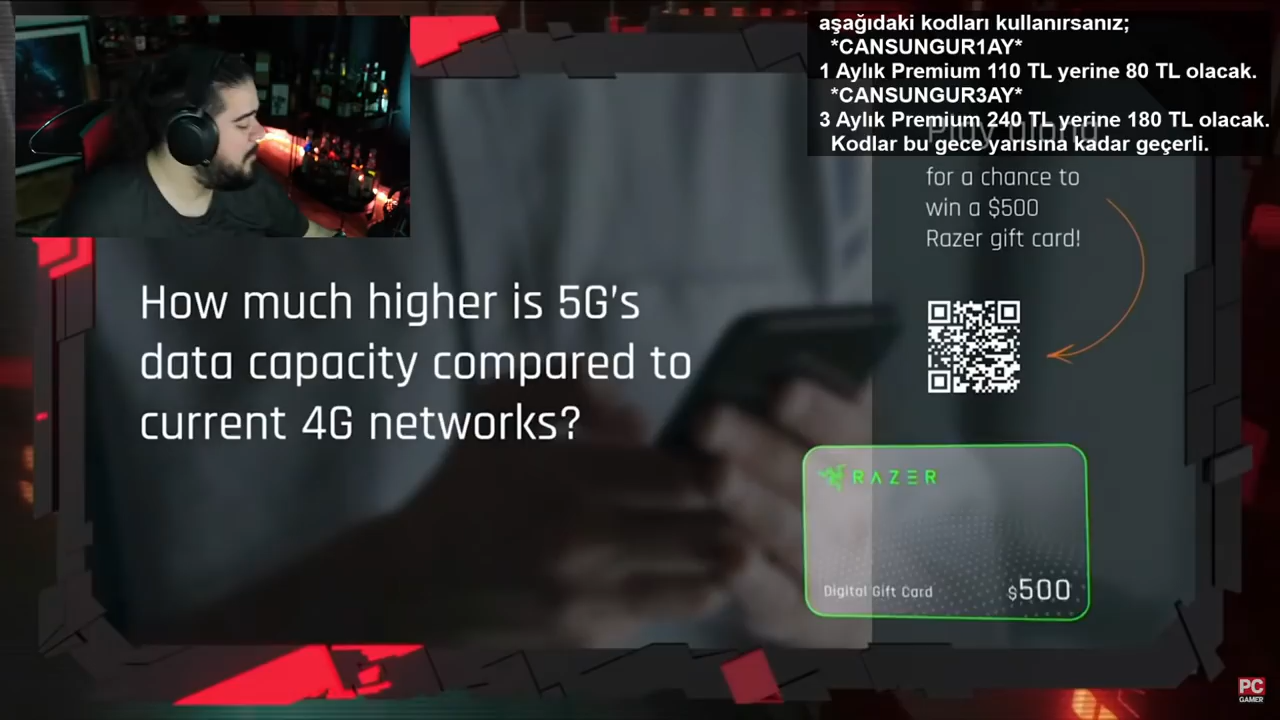 aşağıdaki kodları kullanırsanız;
*CANSUNGUR1AY*
1 Aylık Premium 110 TL yerine 80 TL olacak.
*CANSUNGUR3AY*
3 Aylık Premium 240 TL yerine 180 TL olacak.
Kodlar bu gece yarısına kadar geçerli.
Play along
for a chance to
win a $500
Razer gift card!
How much higher is 5G's
data capacity compared to
current 4G networks?
RAZER
Digital Gift Card
$500
PC
GAMER